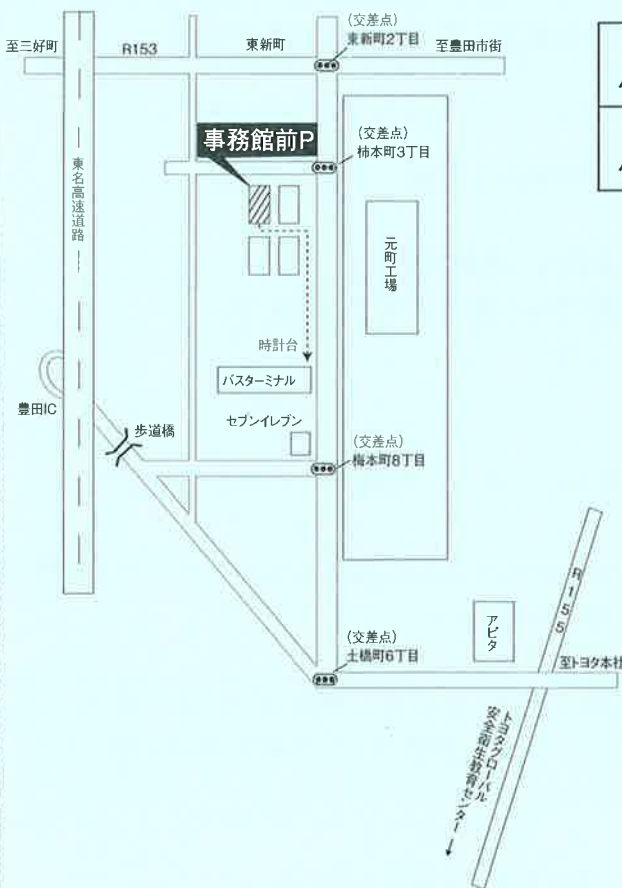 (交差点)
東新町2丁目
至三好町
R153
東新町
至豊田市街
事務館前P
(交差点)
柿本町3丁目
東名高速道路
元町工場
時計台
バスターミナル
豊田IC
セブンイレブン
歩道橋
(交差点)
梅本町8丁目
R155
アピタ
(交差点)
土橋町6丁目
至トヨタ本社
トヨタグローバル
安全衛生教育センター